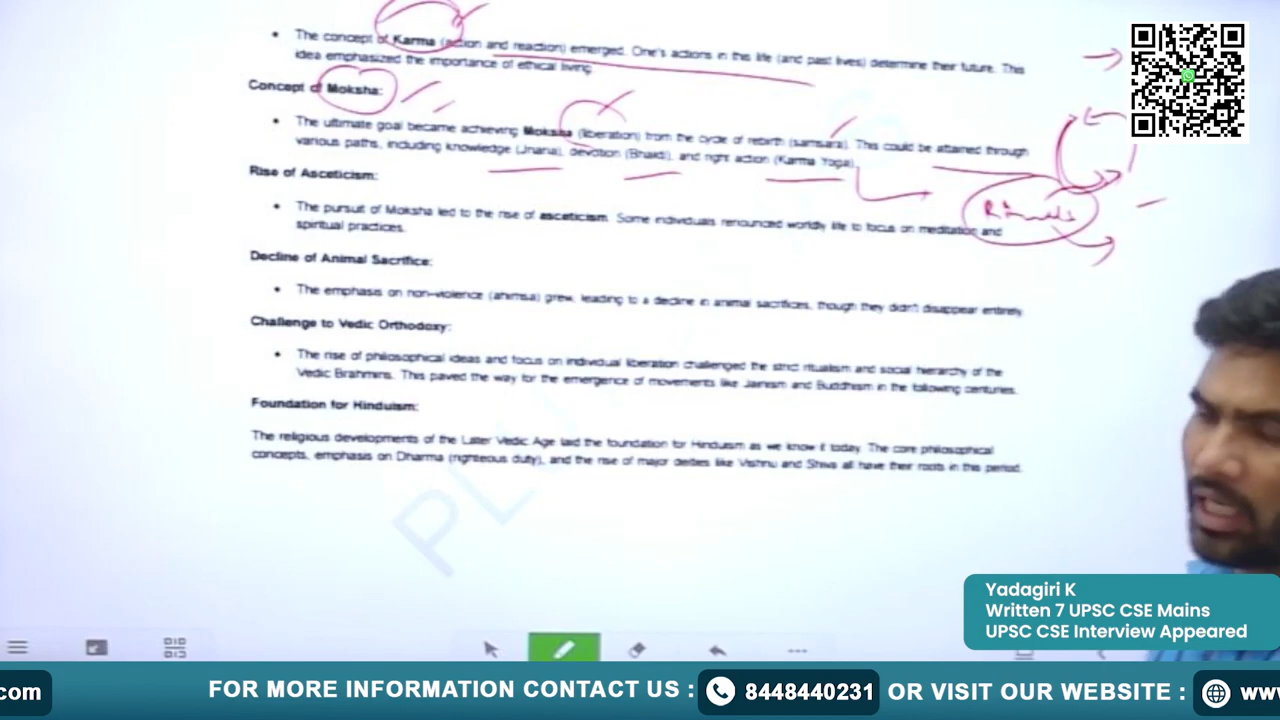 • The concept of Karma (action and reaction) emerged. One's actions in this life (and past lives) determine their future. This
idea emphasized the importance of ethical living.
Concept of Moksha:
• The ultimate goal became achieving Moksha (liberation) from the cycle of rebirth (samsara). This could be attained through
various paths, including knowledge (Jnana), devotion (Bhakti), and right action (Karma Yoga).
Rituals
Rise of Asceticism:
• The pursuit of Moksha led to the rise of asceticism. Some individuals renounced worldly life to focus on meditation and
spiritual practices.
Decline of Animal Sacrifice:
• The emphasis on non-violence (ahimsa) grew, leading to a decline in animal sacrifices, though they didn't disappear entirely.
Challenge to Vedic Orthodoxy:
• The rise of philosophical ideas and focus on individual liberation challenged the strict ritualism and social hierarchy of the
Vedic Brahmins. This paved the way for the emergence of movements like Jainism and Buddhism in the following centuries.
Foundation for Hinduism:
The religious developments of the Later Vedic Age laid the foundation for Hinduism as we know it today. The core philosophical
concepts, emphasis on Dharma (righteous duty), and the rise of major deities like Vishnu and Shiva all have their roots in this period.
Yadagiri K
Written 7 UPSC CSE Mains
UPSC CSE Interview Appeared
s.com FOR MORE INFORMATION CONTACT US : 8448440231 OR VISIT OUR WEBSITE : www